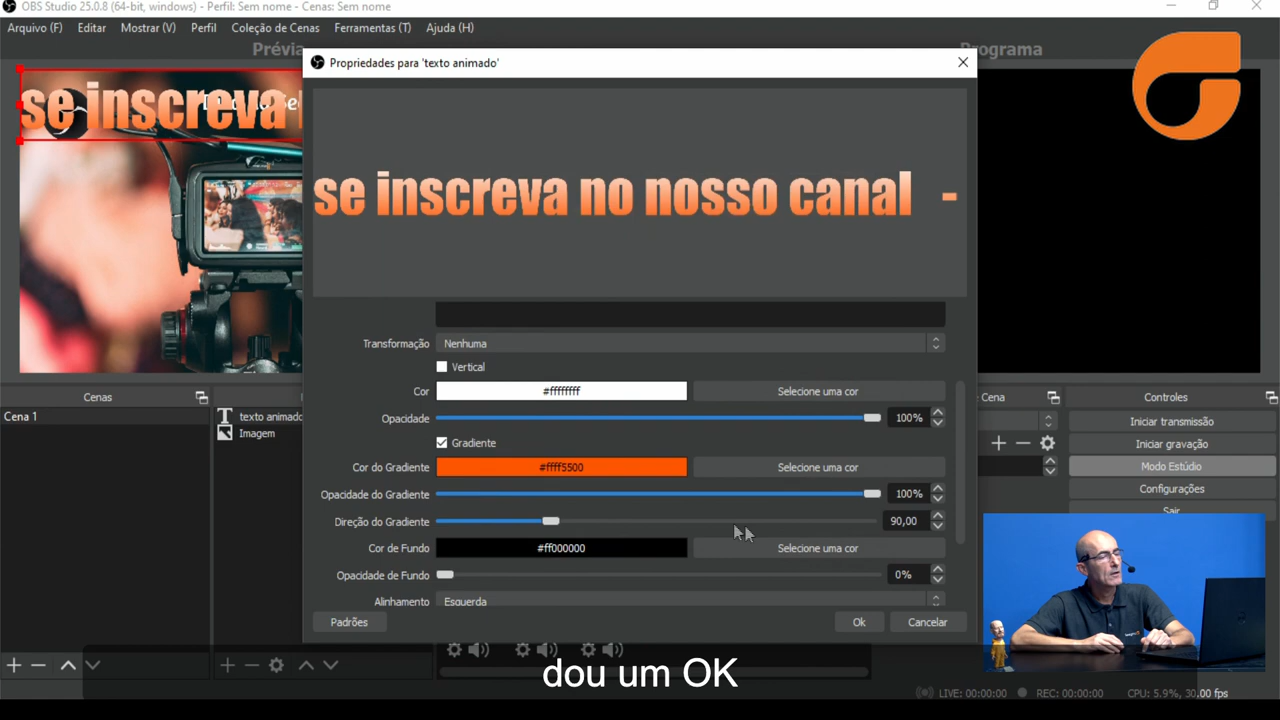 OBS Studio 25.0.8 (64-bit, windows) - Perfil: Sem nome - Cenas: Sem nome
Arquivo (F) Editar Mostrar (V) Perfil Coleção de Cenas Ferramentas (T) Ajuda (H)
Prévia
Programa
Propriedades para 'texto animado'
se inscreva
se inscreva no nosso canal -
Transformação Nenhuma
Vertical
Cor #ffffffff Selecione uma cor
Opacidade 100%
Gradiente
Cor do Gradiente #ffff5500 Selecione uma cor
Opacidade do Gradiente 100%
Direção do Gradiente 90,00
Cor de Fundo #ff000000 Selecione uma cor
Opacidade de Fundo 0%
Alinhamento Esquerda
Padrões Ok Cancelar
Cenas
Cena 1
texto animado
Imagem
e Cena
Controles
Iniciar transmissão
Iniciar gravação
Modo Estúdio
Configurações
Sair
dou um OK
LIVE: 00:00:00 REC: 00:00:00 CPU: 5.9%, 30,00 fps